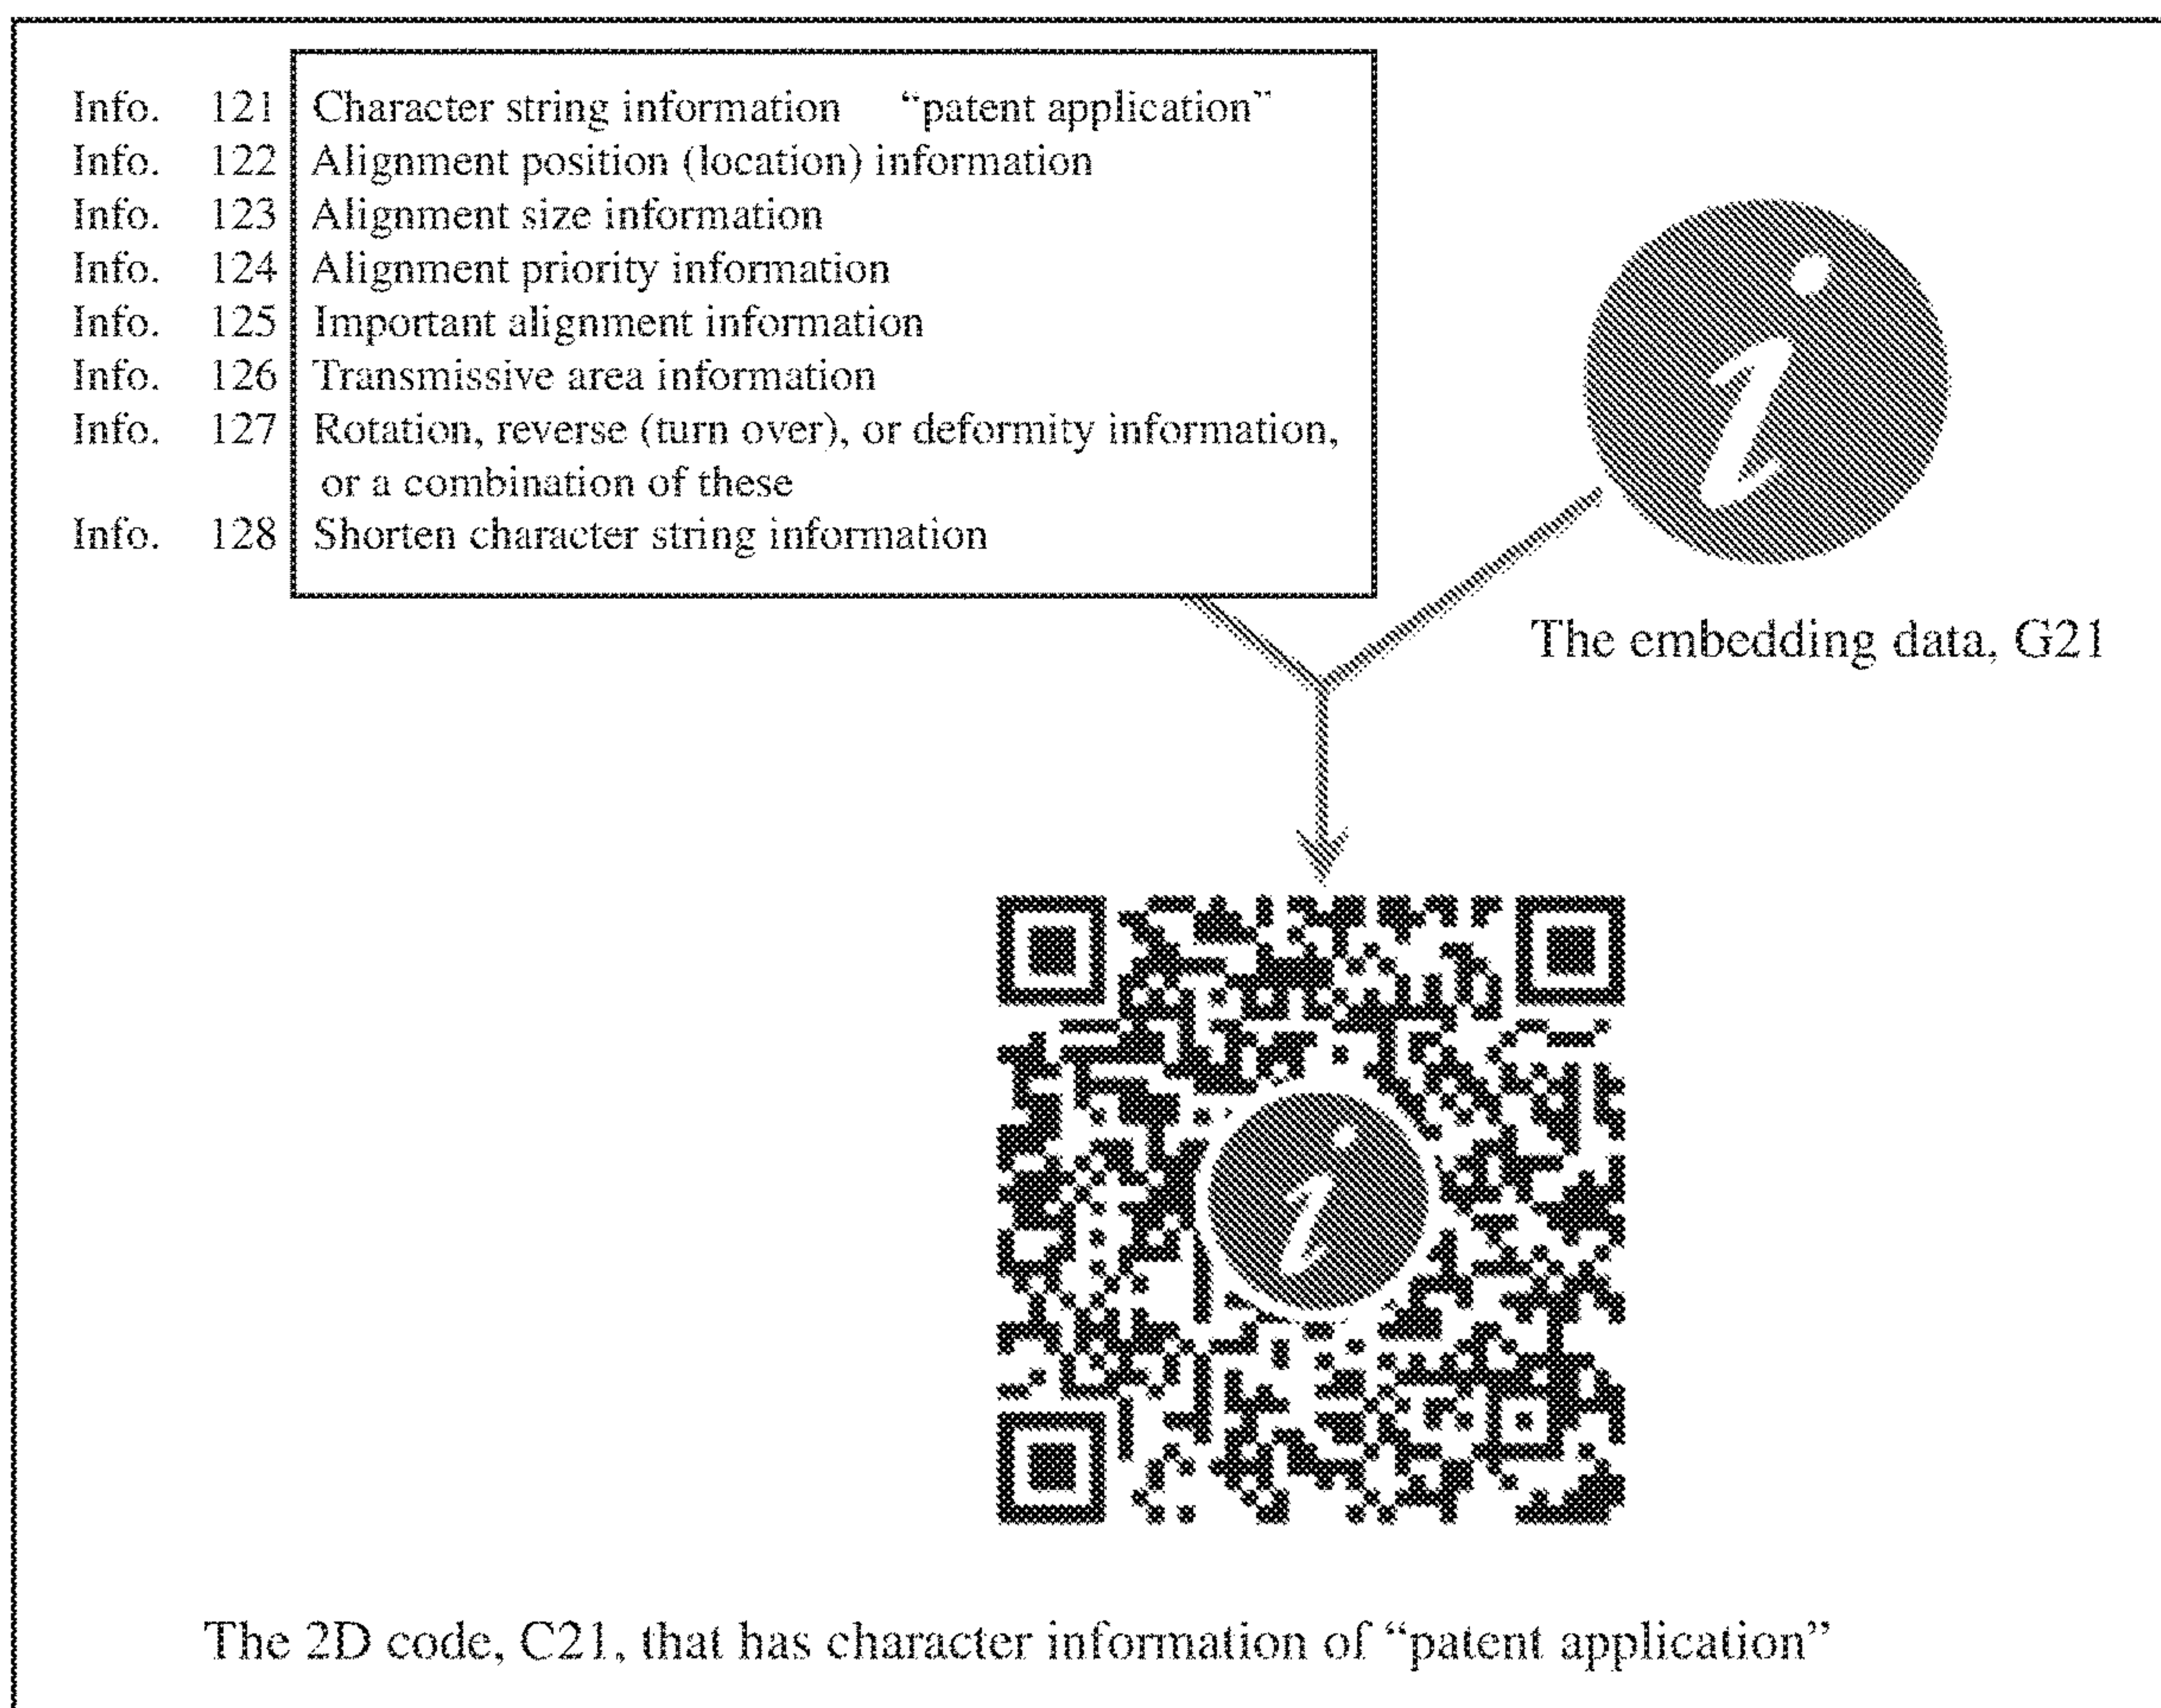 Info. 121 Character string information “patent application”
Info. 122 Alignment position (location) information
Info. 123 Alignment size information
Info. 124 Alignment priority information
Info. 125 Important alignment information
Info. 126 Transmissive area information
Info. 127 Rotation, reverse (turn over), or deformity information,
or a combination of these
Info. 128 Shorten character string information
i
The embedding data, G21
i
The 2D code, C21, that has character information of “patent application”